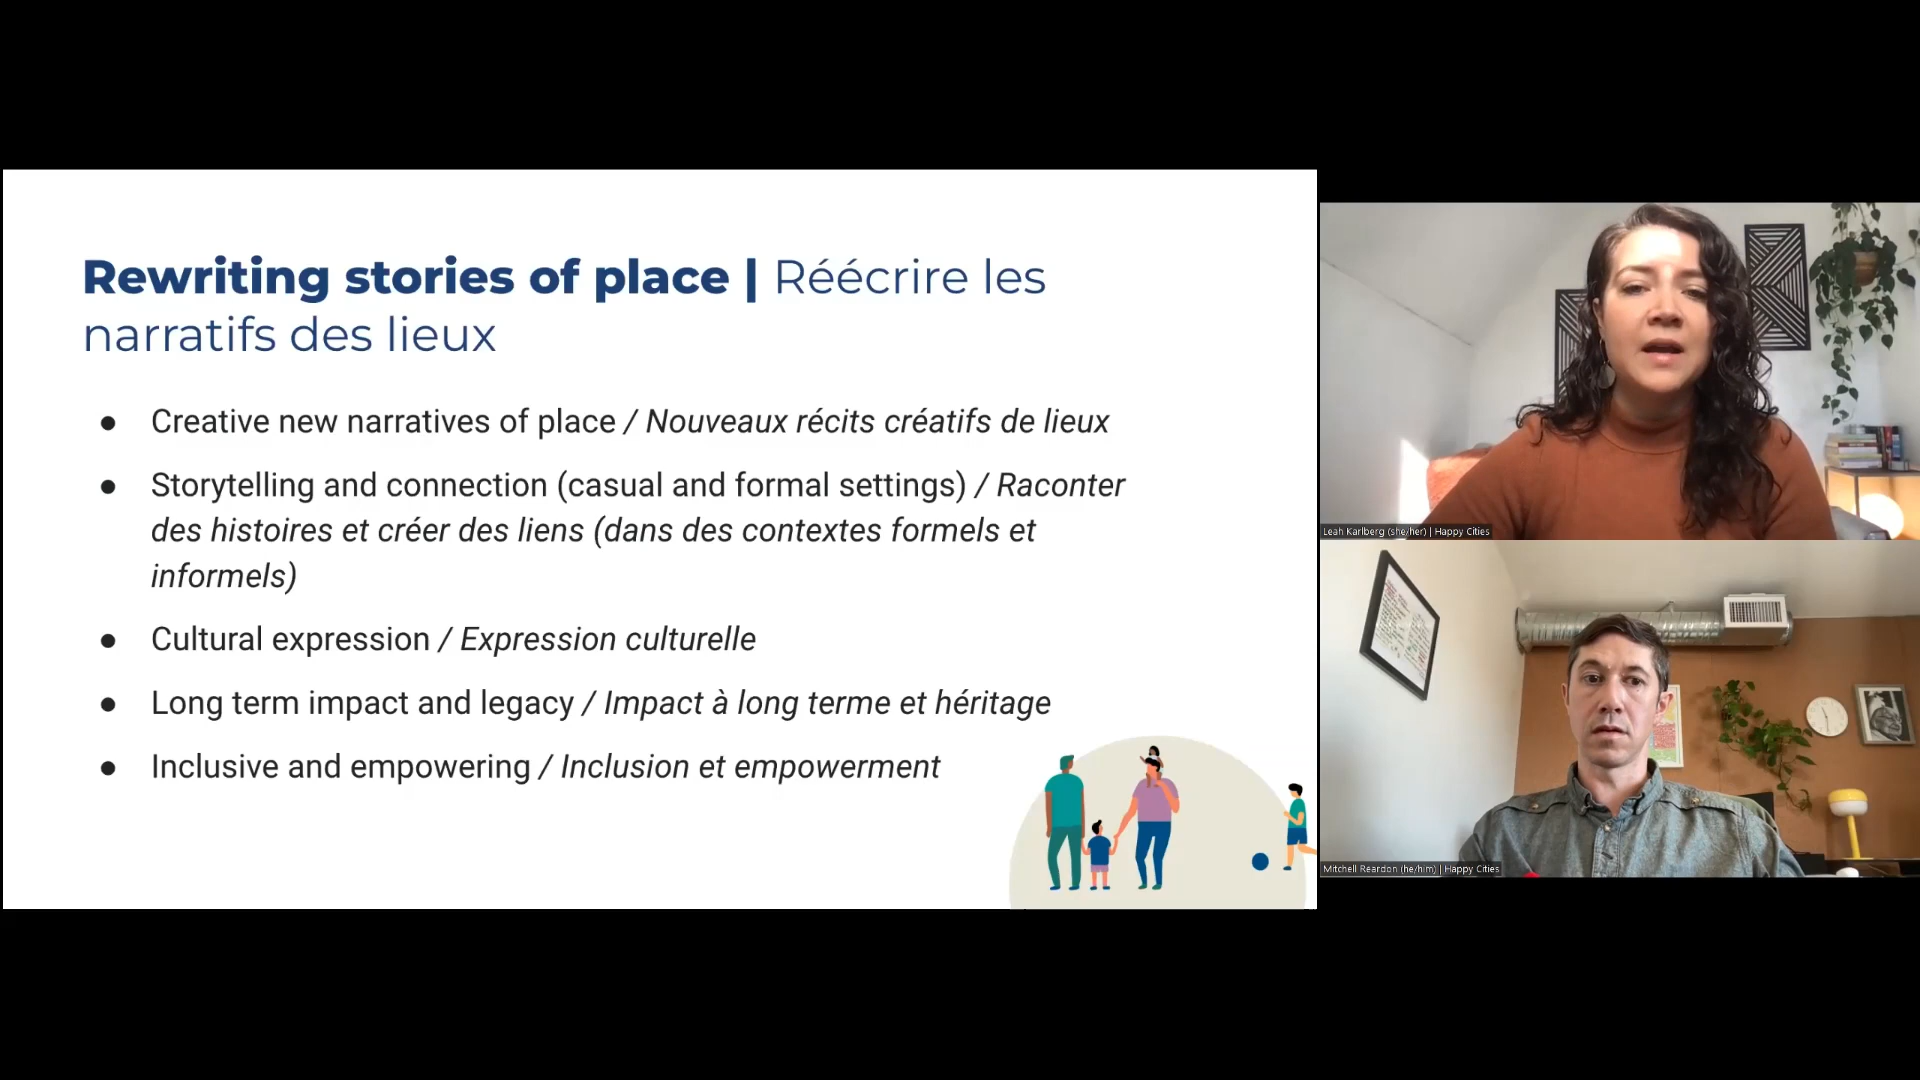 Rewriting stories of place | Réécrire les
narratifs des lieux
● Creative new narratives of place / Nouveaux récits créatifs de lieux
● Storytelling and connection (casual and formal settings) / Raconter
des histoires et créer des liens (dans des contextes formels et
informels)
● Cultural expression / Expression culturelle
● Long term impact and legacy / Impact à long terme et héritage
● Inclusive and empowering / Inclusion et empowerment
Leah Karlberg (she/her) | Happy Cities
Mitchell Reardon (he/him) | Happy Cities